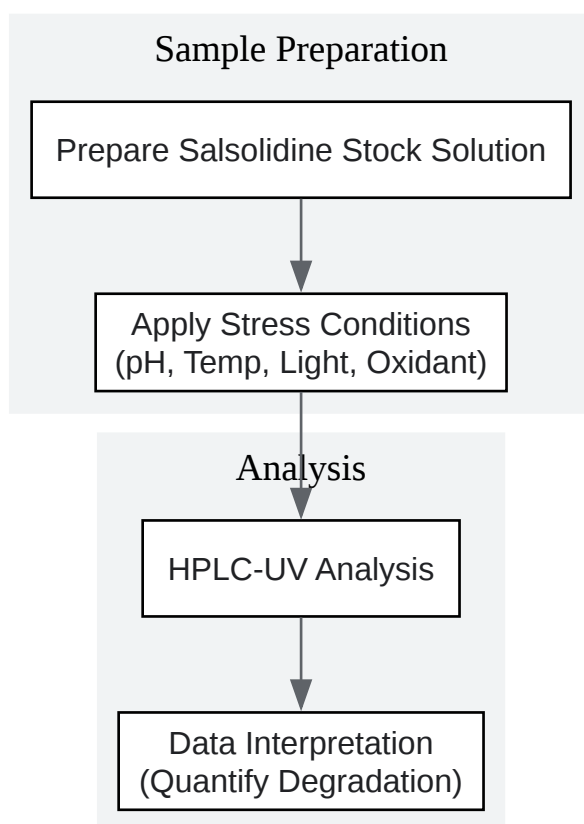 Sample Preparation
Prepare Salsolidine Stock Solution
Apply Stress Conditions
(pH, Temp, Light, Oxidant)
Analysis
HPLC-UV Analysis
Data Interpretation
(Quantify Degradation)